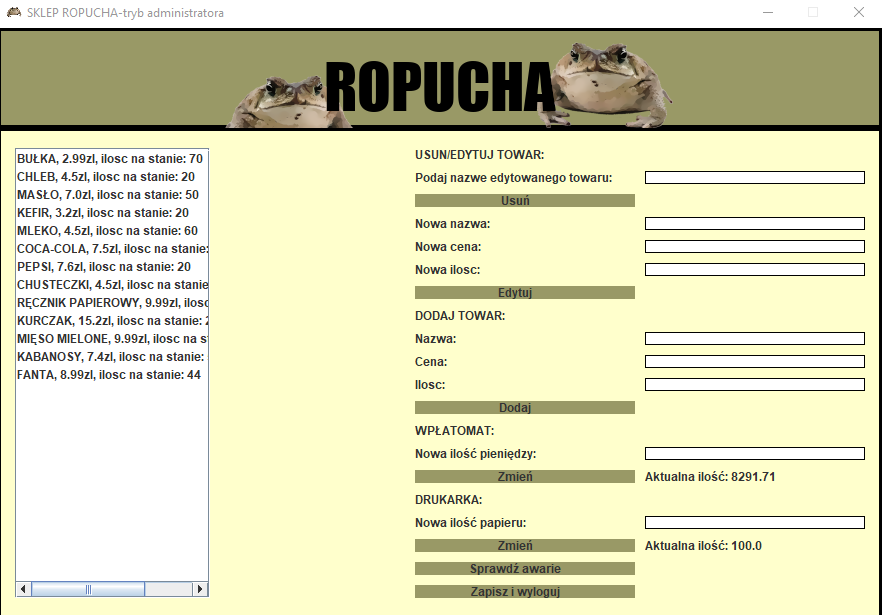 SKLEP ROPUCHA-tryb administratora
ROPUCHA
BUŁKA, 2.99zl, ilosc na stanie: 70
CHLEB, 4.5zl, ilosc na stanie: 20
MASŁO, 7.0zl, ilosc na stanie: 50
KEFIR, 3.2zl, ilosc na stanie: 20
MLEKO, 4.5zl, ilosc na stanie: 60
COCA-COLA, 7.5zl, ilosc na stanie:
PEPSI, 7.6zl, ilosc na stanie: 20
CHUSTECZKI, 4.5zl, ilosc na stanie
RĘCZNIK PAPIEROWY, 9.99zl, ilosc
KURCZAK, 15.2zl, ilosc na stanie:
MIĘSO MIELONE, 9.99zl, ilosc na
KABANOSY, 7.4zl, ilosc na stanie:
FANTA, 8.99zl, ilosc na stanie: 44
USUN/EDYTUJ TOWAR:
Podaj nazwe edytowanego towaru:
Usuń
Nowa nazwa:
Nowa cena:
Nowa ilosc:
Edytuj
DODAJ TOWAR:
Nazwa:
Cena:
Ilosc:
Dodaj
WPŁATOMAT:
Nowa ilość pieniędzy:
Zmień Aktualna ilość: 8291.71
DRUKARKA:
Nowa ilość papieru:
Zmień Aktualna ilość: 100.0
Sprawdź awarie
Zapisz i wyloguj